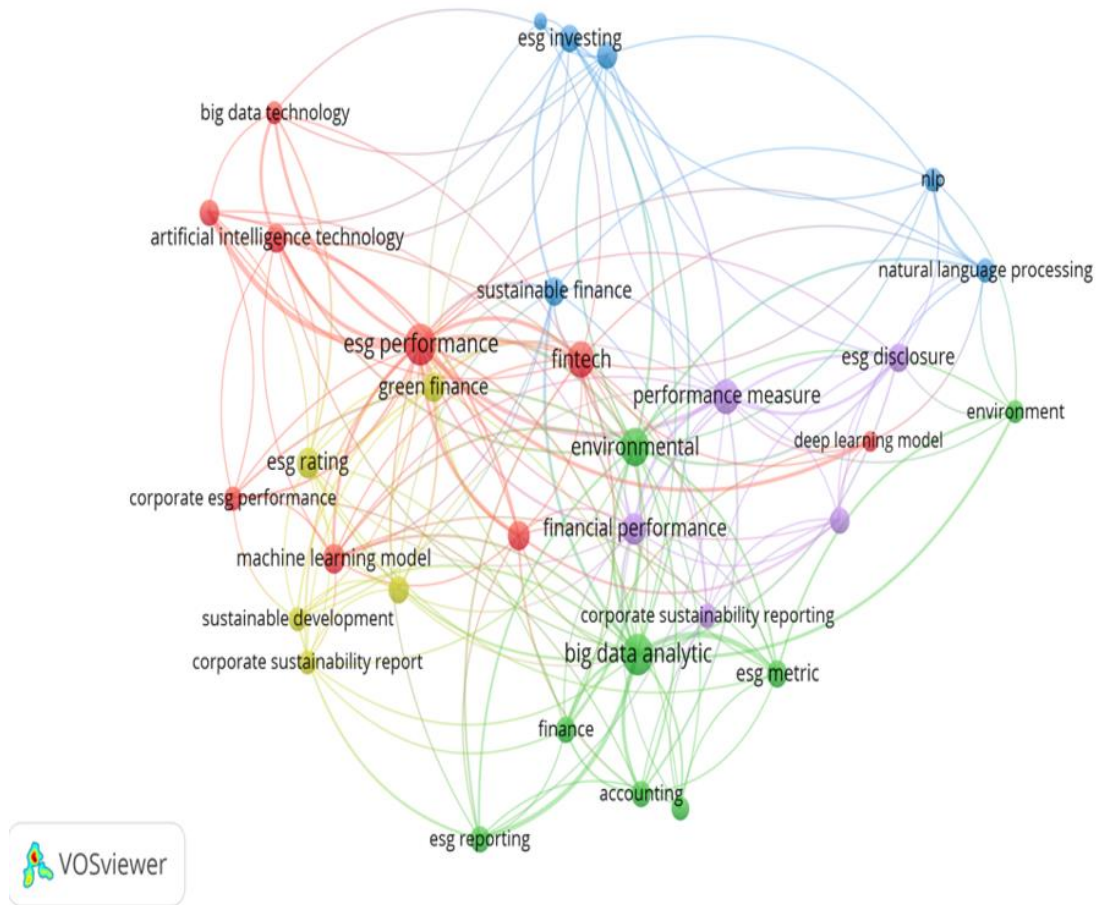 esg investing
big data technology
nlp
artificial intelligence technology
natural language processing
sustainable finance
esg performance
fintech
esg disclosure
green finance
performance measure
environment
deep learning model
environmental
esg rating
corporate esg performance
financial performance
machine learning model
sustainable development
corporate sustainability reporting
big data analytic
corporate sustainability report
esg metric
finance
accounting
esg reporting
VOSviewer